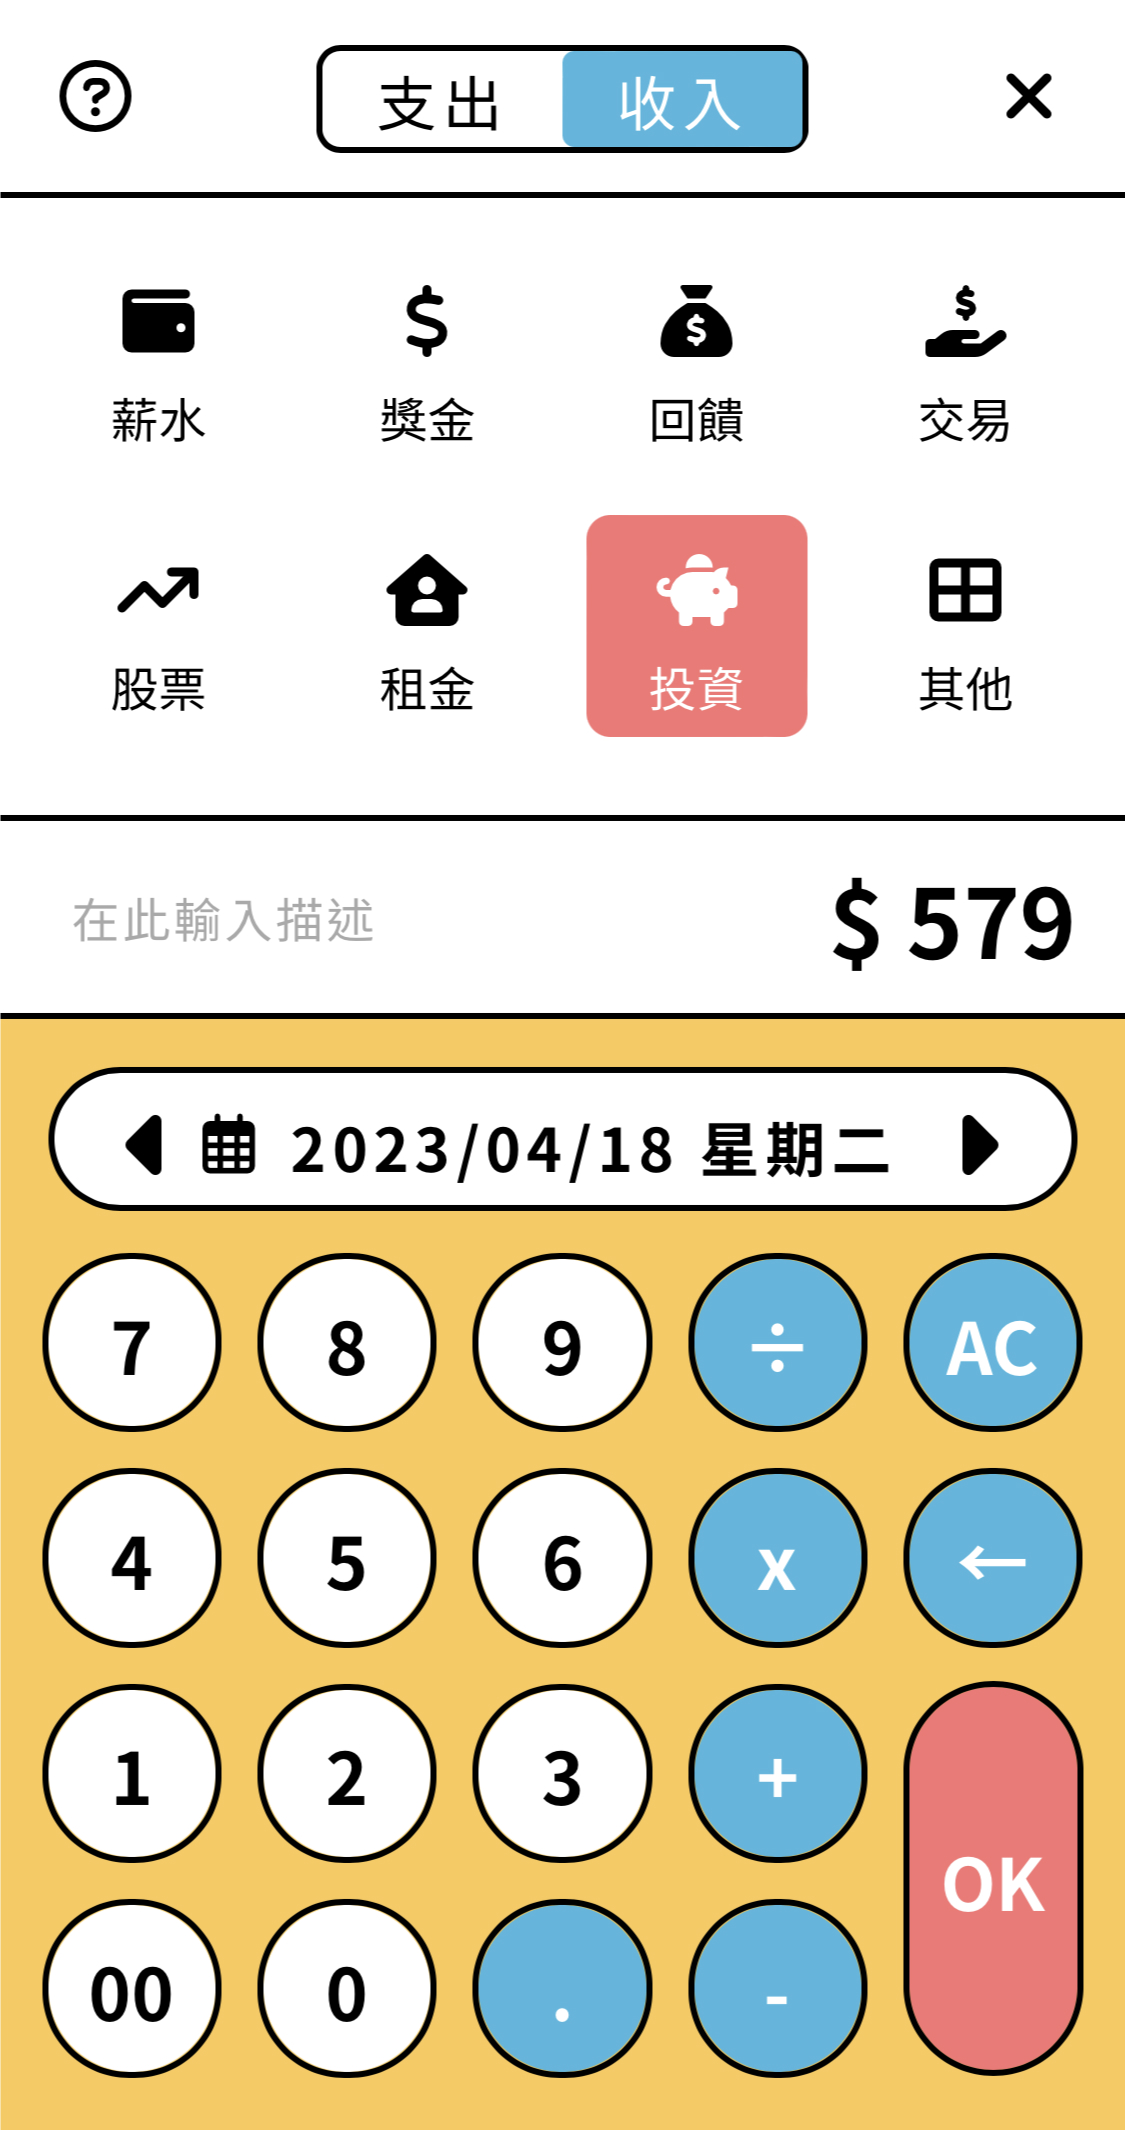 支出 收入
薪水 獎金 回饋 交易
股票 租金 投資 其他
在此輸入描述 $ 579
2023/04/18 星期二
7 8 9 ÷ AC
4 5 6 x ←
1 2 3 +
OK
00 0 . -